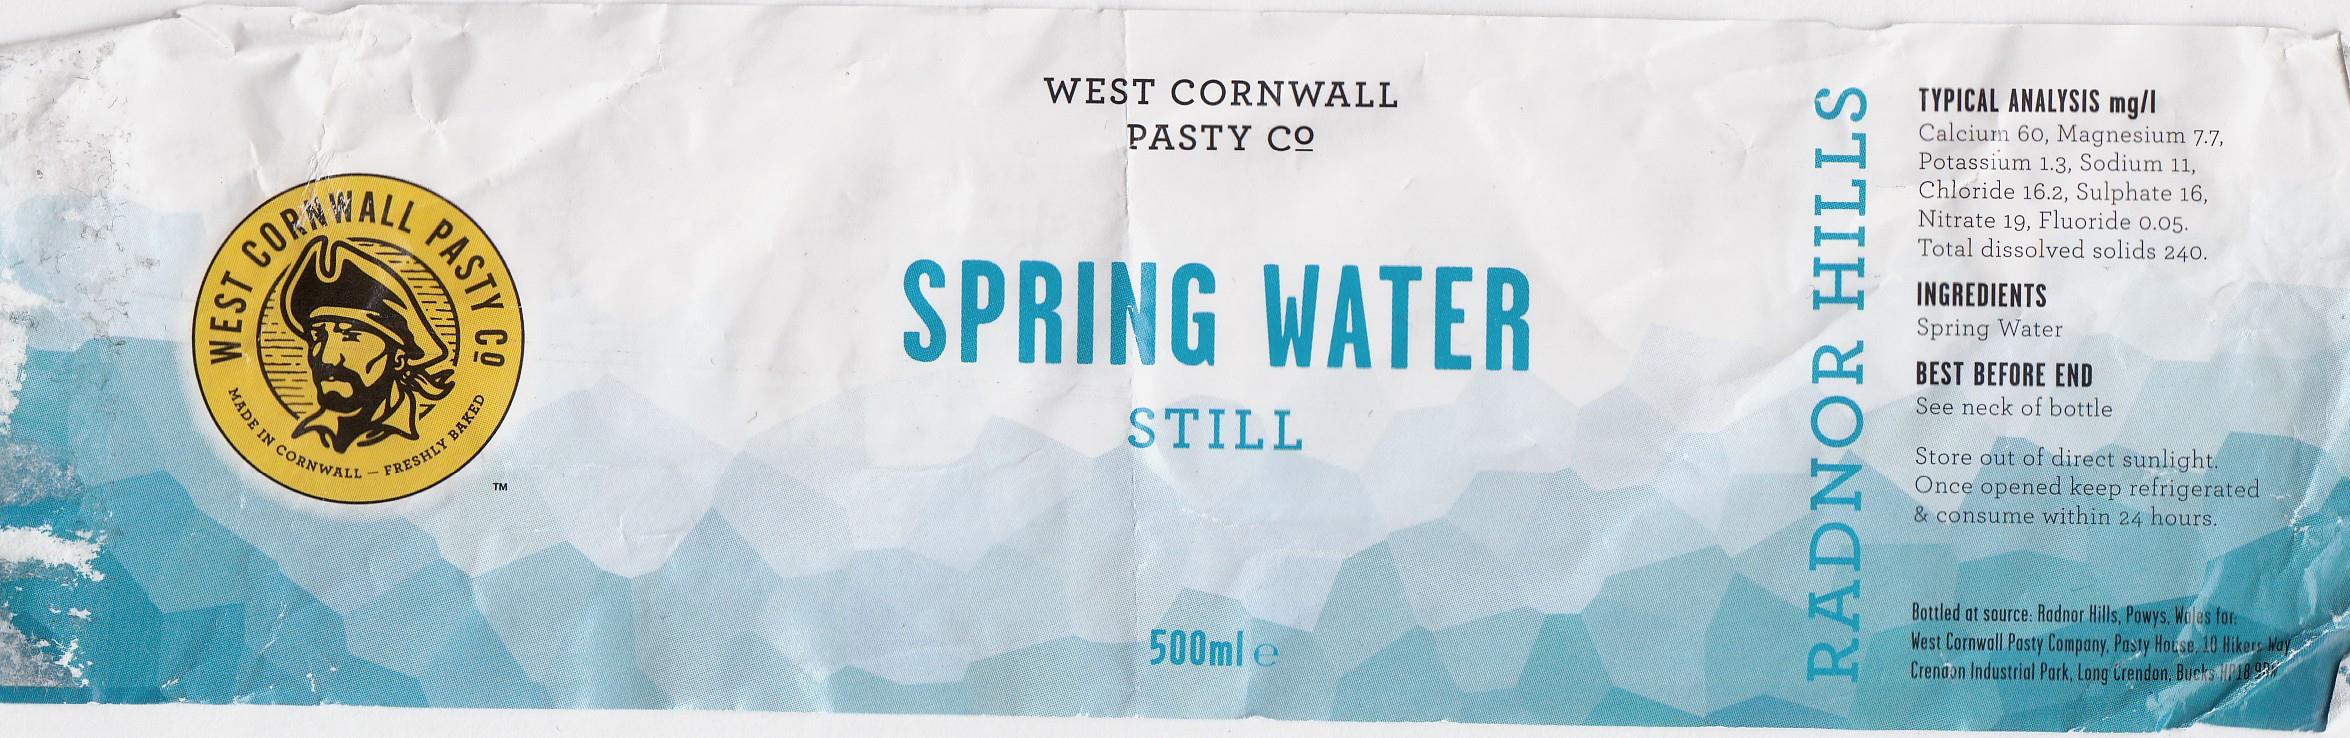 WEST CORNWALL PASTY Co
MADE IN CORNWALL — FRESHLY BAKED
TM
WEST CORNWALL
PASTY Co
SPRING WATER
STILL
500ml e
RADNOR HILLS
TYPICAL ANALYSIS mg/l
Calcium 60, Magnesium 7.7,
Potassium 1.3, Sodium 11,
Chloride 16.2, Sulphate 16,
Nitrate 19, Fluoride 0.05.
Total dissolved solids 240.
INGREDIENTS
Spring Water
BEST BEFORE END
See neck of bottle
Store out of direct sunlight.
Once opened keep refrigerated
& consume within 24 hours.
Bottled at source: Radnor Hills, Powys, Wales for:
West Cornwall Pasty Company, Pasty House, 10 Hikers Way
Crendon Industrial Park, Long Crendon, Bucks HP18